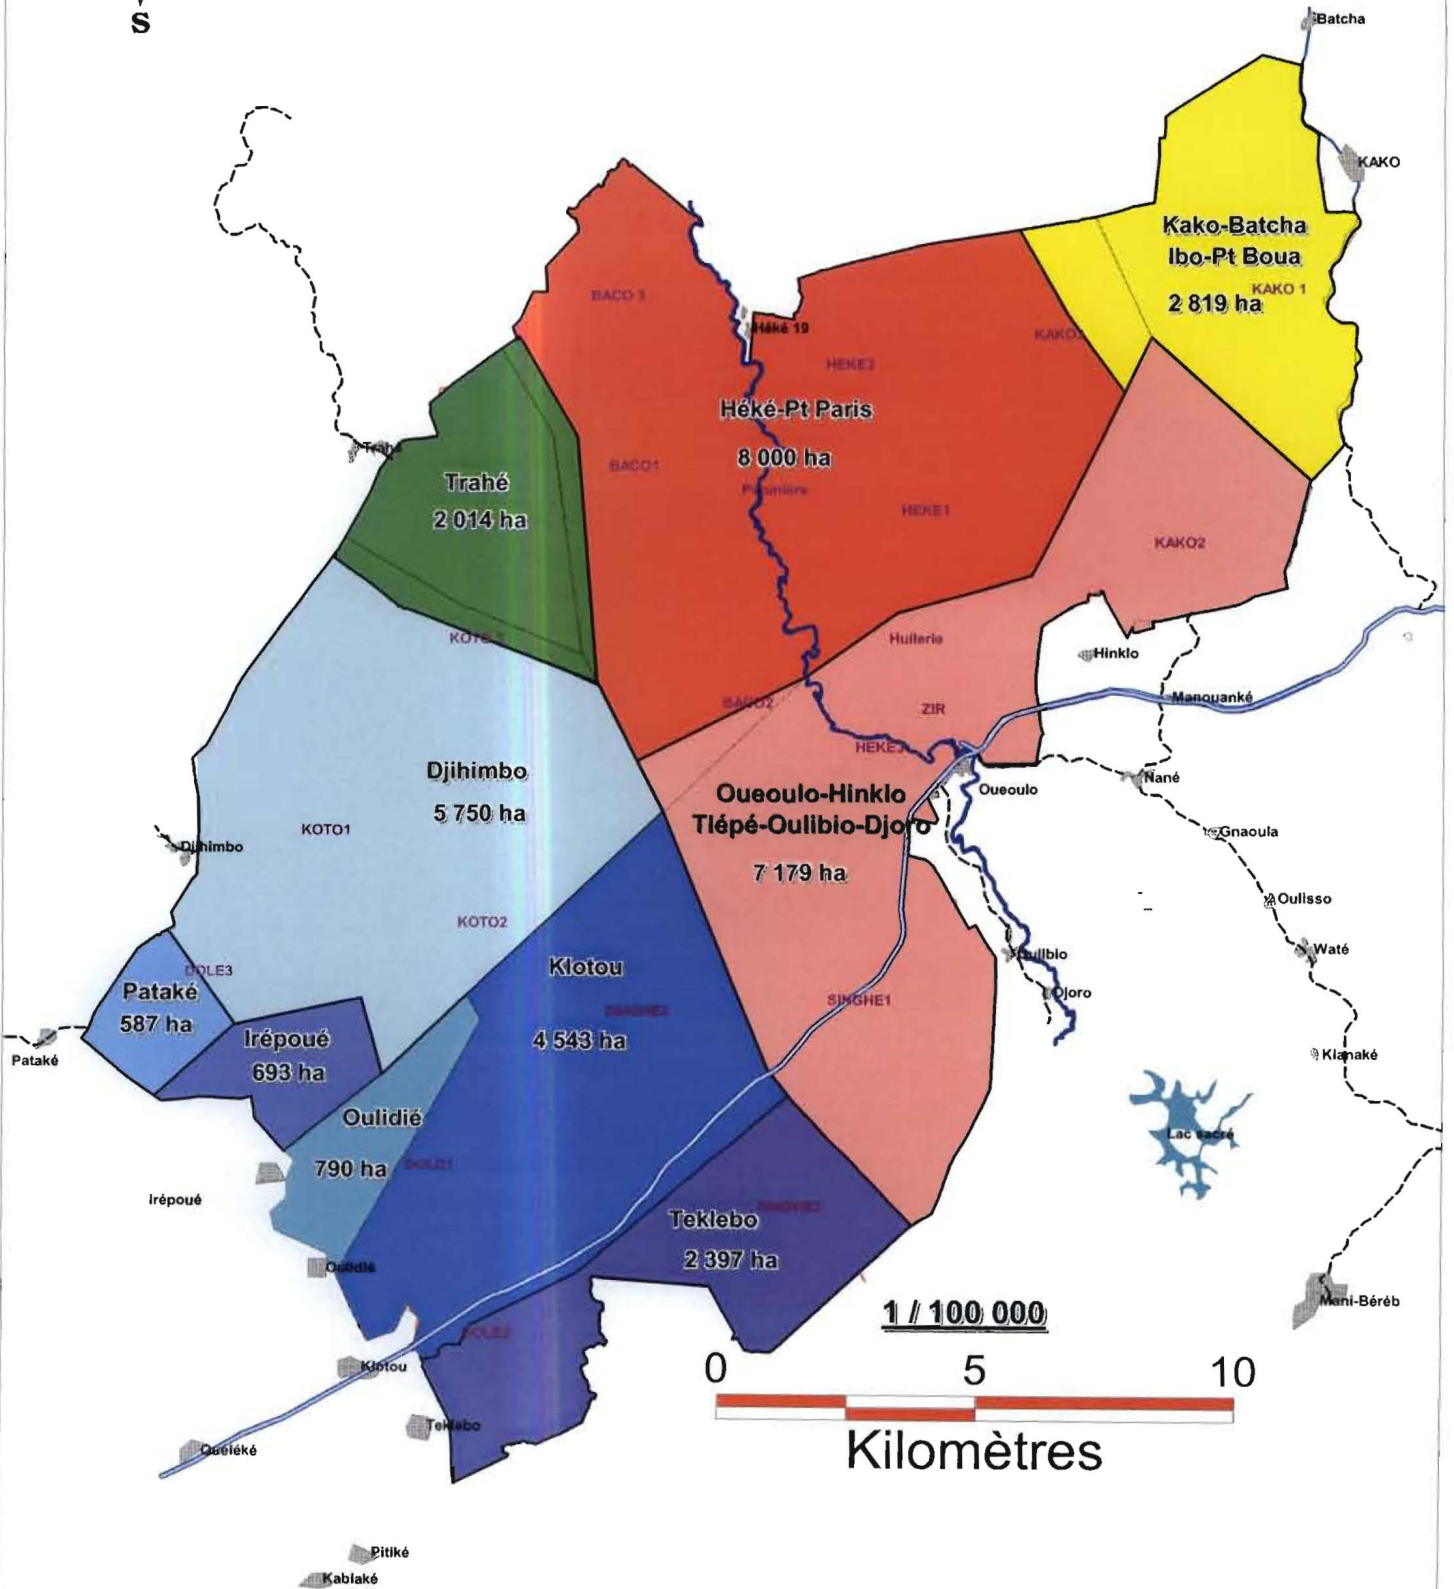 S
Batcha
KAKO
Kako-Batcha
Ibo-Pt Boua
KAKO 1
2 819 ha
BACO 3
Héké 19
HEKE2
Héké-Pt Paris
8 000 ha
BACO1
Pépinière
HEKE1
Trahé
Trahé
2 014 ha
KAKO2
KOTO 3
Huilerie
Hinklo
BACO2
ZIR
Manouanké
HEKE3
Djihimbo
5 750 ha
Oueoulo-Hinklo
Tlépé-Oulibio-Djoro
7 179 ha
Oueoulo
Nané
KOTO1
Djihimbo
Gnaoula
Oulisso
KOTO2
Waté
Oulibio
Djoro
DOLE3
Klotou
4 543 ha
SINGHE1
Pataké
587 ha
Irépoué
693 ha
Pataké
Klanaké
Oulidié
790 ha
DOLE1
Lac sacré
Irépoué
Teklebo
2 397 ha
Oulidié
Mani-Béréb
1 / 100 000
DOLE2
0 5 10
Kilomètres
Klotou
Teklebo
Oueléké
Pitiké
Kablaké